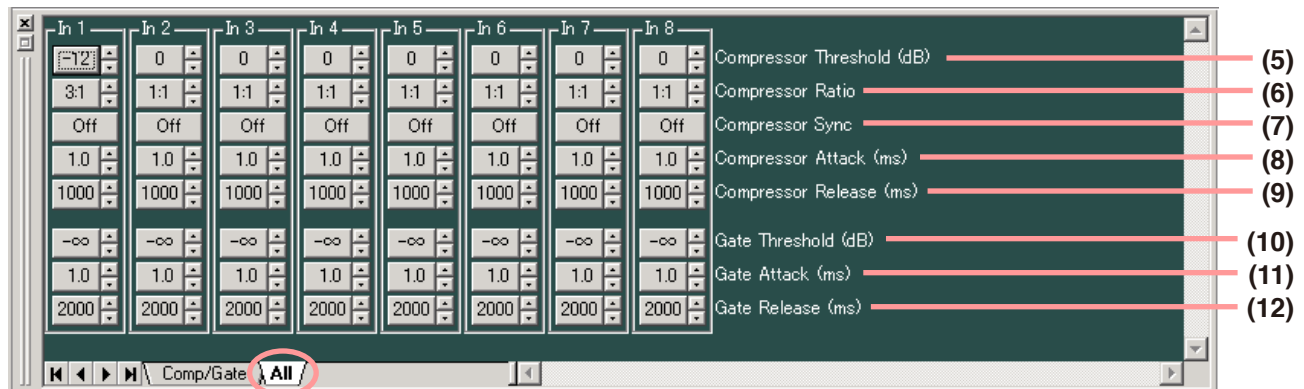 In 1 In 2 In 3 In 4 In 5 In 6 In 7 In 8
-12 0 0 0 0 0 0 0 Compressor Threshold (dB) (5)
3:1 1:1 1:1 1:1 1:1 1:1 1:1 1:1 Compressor Ratio (6)
Off Off Off Off Off Off Off Off Compressor Sync (7)
1.0 1.0 1.0 1.0 1.0 1.0 1.0 1.0 Compressor Attack (ms) (8)
1000 1000 1000 1000 1000 1000 1000 1000 Compressor Release (ms) (9)
-∞ -∞ -∞ -∞ -∞ -∞ -∞ -∞ Gate Threshold (dB) (10)
1.0 1.0 1.0 1.0 1.0 1.0 1.0 1.0 Gate Attack (ms) (11)
2000 2000 2000 2000 2000 2000 2000 2000 Gate Release (ms) (12)
Comp/Gate All